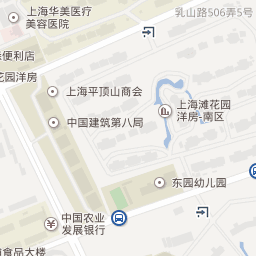 上海华美医疗
美容医院
乳山路506弄5号
便利店
花园洋房
上海平顶山商会
中国建筑第八局
上海滩花园
洋房-南区
东园幼儿园
中国农业
发展银行
食品大楼